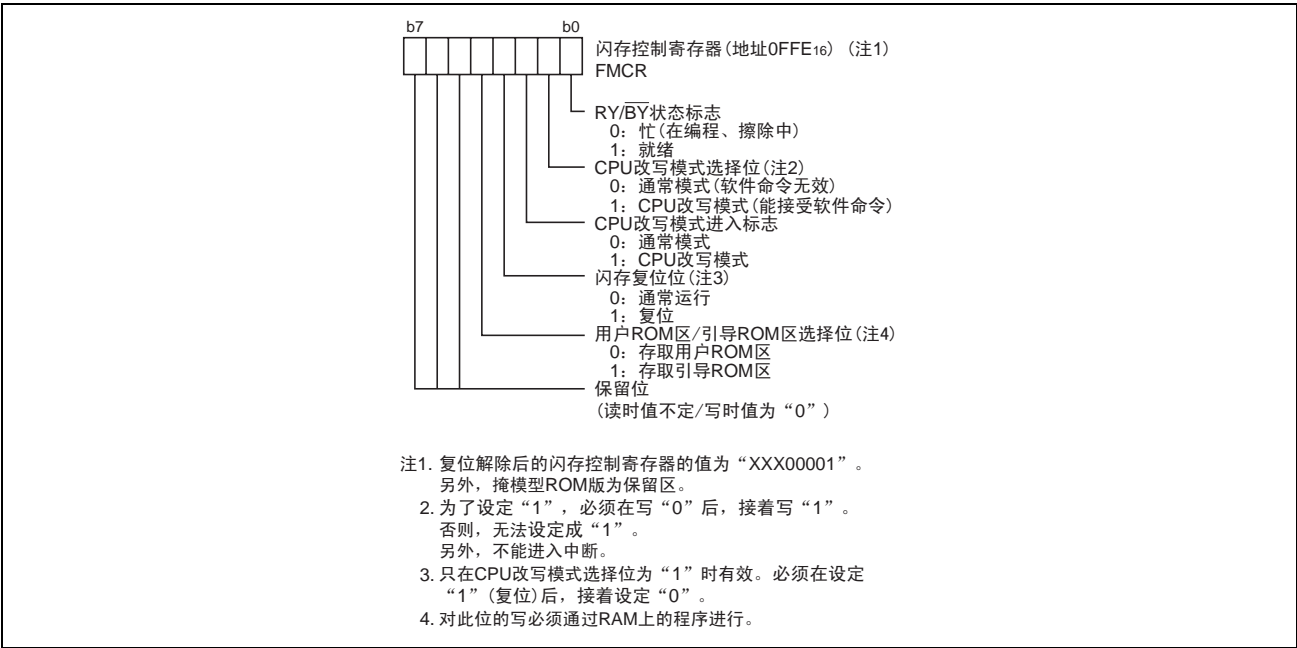 b7 b0
闪存控制寄存器(地址0FFE16) (注1)
FMCR
RY/B̅Y̅状态标志
0：忙(在编程、擦除中)
1：就绪
CPU改写模式选择位(注2)
0：通常模式(软件命令无效)
1：CPU改写模式(能接受软件命令)
CPU改写模式进入标志
0：通常模式
1：CPU改写模式
闪存复位位(注3)
0：通常运行
1：复位
用户ROM区/引导ROM区选择位(注4)
0：存取用户ROM区
1：存取引导ROM区
保留位
(读时值不定/写时值为“0”)
注1. 复位解除后的闪存控制寄存器的值为“XXX00001”。
另外，掩模型ROM版为保留区。
2. 为了设定“1”，必须在写“0”后，接着写“1”。
否则，无法设定成“1”。
另外，不能进入中断。
3. 只在CPU改写模式选择位为“1”时有效。必须在设定
“1”(复位)后，接着设定“0”。
4. 对此位的写必须通过RAM上的程序进行。